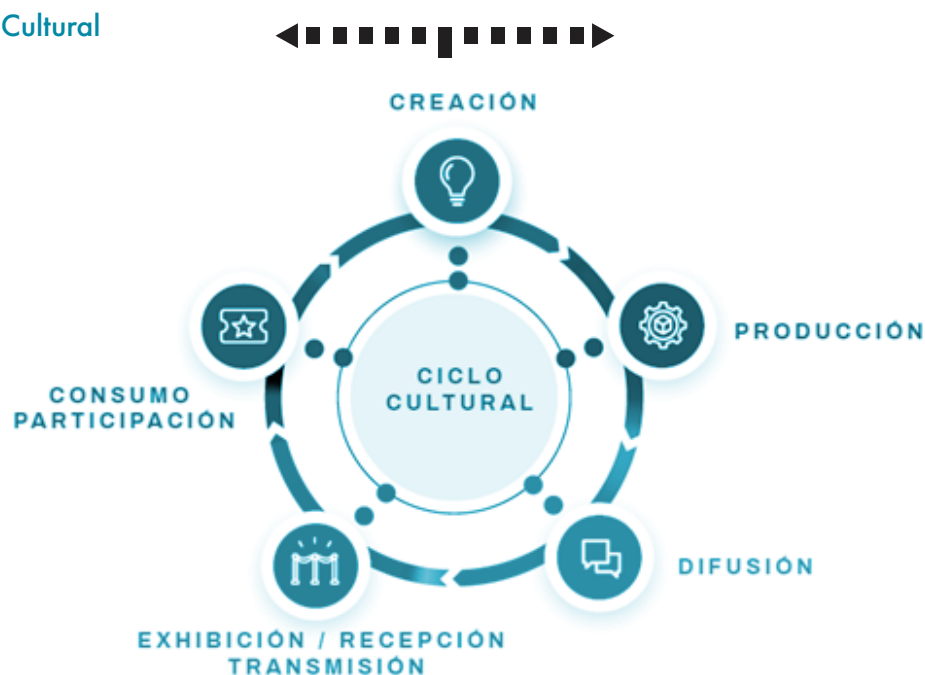 Cultural
CREACIÓN
PRODUCCIÓN
CICLO
CULTURAL
CONSUMO
PARTICIPACIÓN
DIFUSIÓN
EXHIBICIÓN / RECEPCIÓN
TRANSMISIÓN